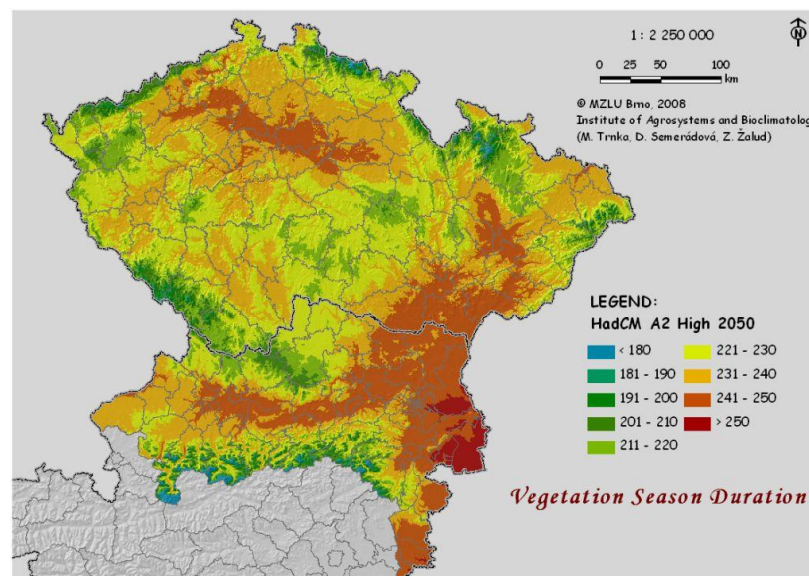 1 : 2 250 000
N
0 25 50 100
km
© MZLU Brno, 2008
Institute of Agrosystems and Bioclimatolog
(M. Trnka, D. Semerádová, Z. Žalud)
LEGEND:
HadCM A2 High 2050
< 180
181 - 190
191 - 200
201 - 210
211 - 220
221 - 230
231 - 240
241 - 250
> 250
Vegetation Season Duration